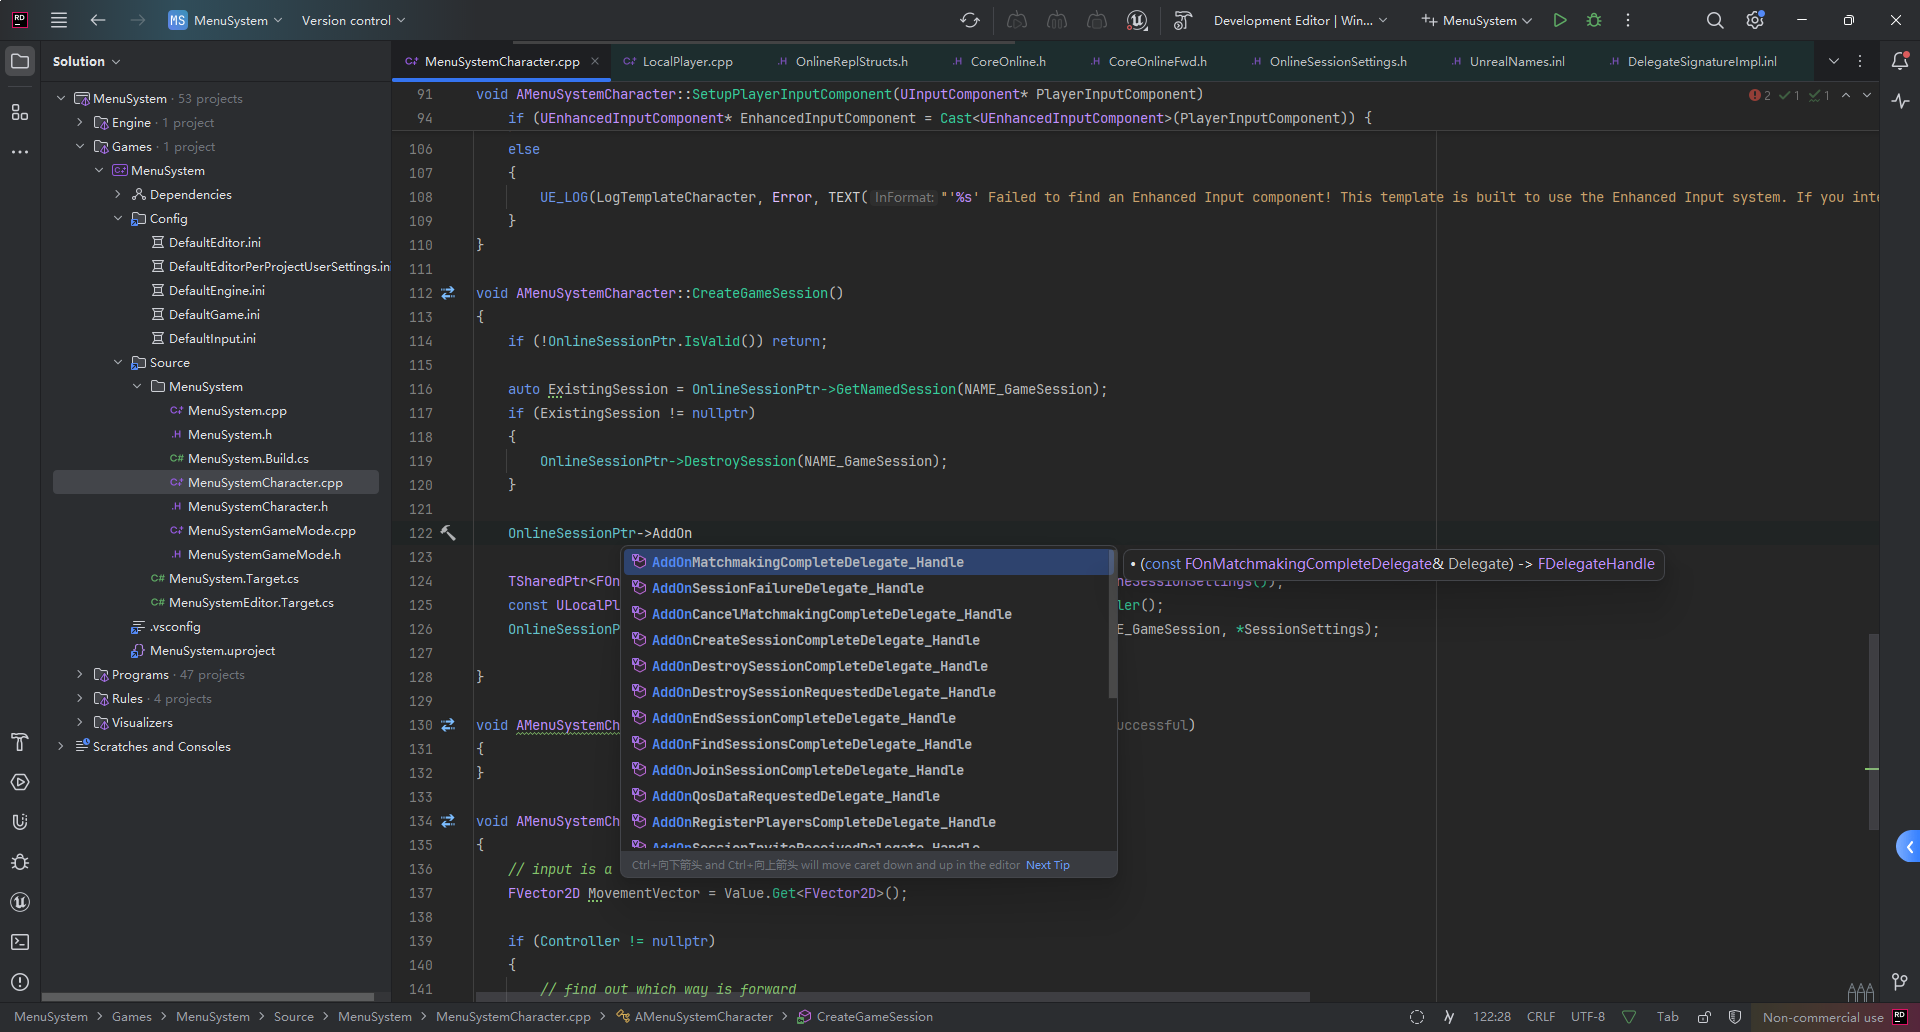 RD
MS MenuSystem
Version control
Development Editor | Win...
MenuSystem
Solution
MenuSystemCharacter.cpp
LocalPlayer.cpp
OnlineReplStructs.h
CoreOnline.h
CoreOnlineFwd.h
OnlineSessionSettings.h
UnrealNames.inl
DelegateSignatureImpl.inl
MenuSystem · 53 projects
Engine · 1 project
Games · 1 project
MenuSystem
Dependencies
Config
DefaultEditor.ini
DefaultEditorPerProjectUserSettings.ini
DefaultEngine.ini
DefaultGame.ini
DefaultInput.ini
Source
MenuSystem
MenuSystem.cpp
MenuSystem.h
MenuSystem.Build.cs
MenuSystemCharacter.cpp
MenuSystemCharacter.h
MenuSystemGameMode.cpp
MenuSystemGameMode.h
MenuSystem.Target.cs
MenuSystemEditor.Target.cs
.vsconfig
MenuSystem.uproject
Programs · 47 projects
Rules · 4 projects
Visualizers
Scratches and Consoles
91 void AMenuSystemCharacter::SetupPlayerInputComponent(UInputComponent* PlayerInputComponent)
2 1 1
94 if (UEnhancedInputComponent* EnhancedInputComponent = Cast<UEnhancedInputComponent>(PlayerInputComponent)) {
106 else
107 {
108 UE_LOG(LogTemplateCharacter, Error, TEXT( InFormat: "'%s' Failed to find an Enhanced Input component! This template is built to use the Enhanced Input system. If you inte
109 }
110 }
111
112 void AMenuSystemCharacter::CreateGameSession()
113 {
114 if (!OnlineSessionPtr.IsValid()) return;
115
116 auto ExistingSession = OnlineSessionPtr->GetNamedSession(NAME_GameSession);
117 if (ExistingSession != nullptr)
118 {
119 OnlineSessionPtr->DestroySession(NAME_GameSession);
120 }
121
122 OnlineSessionPtr->AddOn
123
124 TSharedPtr<FOn neSessionSettings());
125 const ULocalPl ler();
126 OnlineSessionP E_GameSession, *SessionSettings);
127
128 }
129
130 void AMenuSystemCh uccessful)
131 {
132 }
133
134 void AMenuSystemCh
135 {
136 // input is a
137 FVector2D MovementVector = Value.Get<FVector2D>();
138
139 if (Controller != nullptr)
140 {
141 // find out which way is forward
AddOnMatchmakingCompleteDelegate_Handle
AddOnSessionFailureDelegate_Handle
AddOnCancelMatchmakingCompleteDelegate_Handle
AddOnCreateSessionCompleteDelegate_Handle
AddOnDestroySessionCompleteDelegate_Handle
AddOnDestroySessionRequestedDelegate_Handle
AddOnEndSessionCompleteDelegate_Handle
AddOnFindSessionsCompleteDelegate_Handle
AddOnJoinSessionCompleteDelegate_Handle
AddOnQosDataRequestedDelegate_Handle
AddOnRegisterPlayersCompleteDelegate_Handle
AddOnSessionInviteReceivedDelegate_Handle
Ctrl+向下箭头 and Ctrl+向上箭头 will move caret down and up in the editor Next Tip
• (const FOnMatchmakingCompleteDelegate& Delegate) -> FDelegateHandle
MenuSystem > Games > MenuSystem > Source > MenuSystem > MenuSystemCharacter.cpp > AMenuSystemCharacter > CreateGameSession
122:28 CRLF UTF-8 Tab Non-commercial use RD